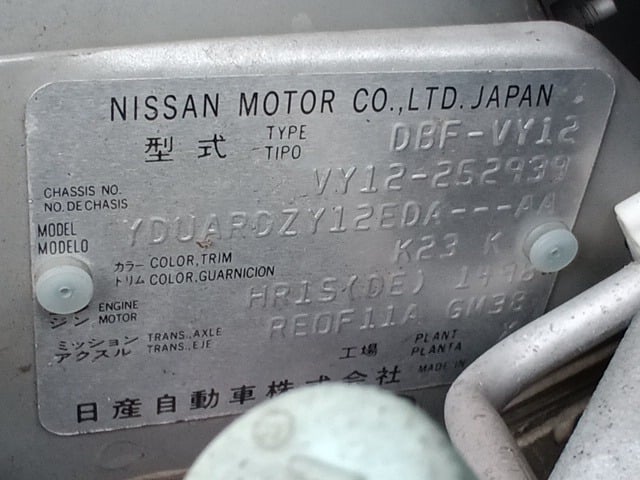 NISSAN MOTOR CO.,LTD. JAPAN
型式 TYPE TIPO DBF-VY12
CHASSIS NO. NO. DE CHASIS VY12-252939
MODEL MODELO YDUARDZY12EDA---AA
カラー COLOR, TRIM K23 K
トリム COLOR, GUARNICION
ENGINE MOTOR HR15(DE) 1498
ジン
ミッション TRANS., AXLE RE0F11A GM38
アクスル TRANS., EJE
工場 PLANT PLANTA
MADE IN
日産自動車株式会社